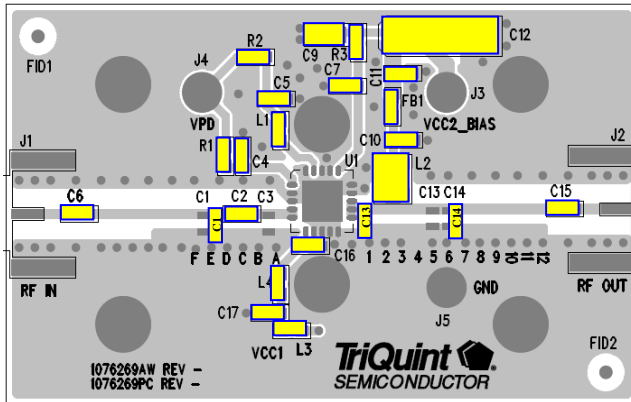 FID1
J4
R2
C9
R3
C12
C5
C7
C11
FB1
J3
VPD
L1
VCC2_BIAS
J1
R1
C4
C10
U1
L2
J2
C6
C1
C2
C3
C13
C14
C15
C1
C13
C14
F E D C B A
C16
1 2 3 4 5 6 7 8 9 10 11 12
RF IN
L4
GND
RF OUT
C17
J5
VCC1
L3
FID2
TriQuint
SEMICONDUCTOR
1076269AW REV -
1076269PC REV -